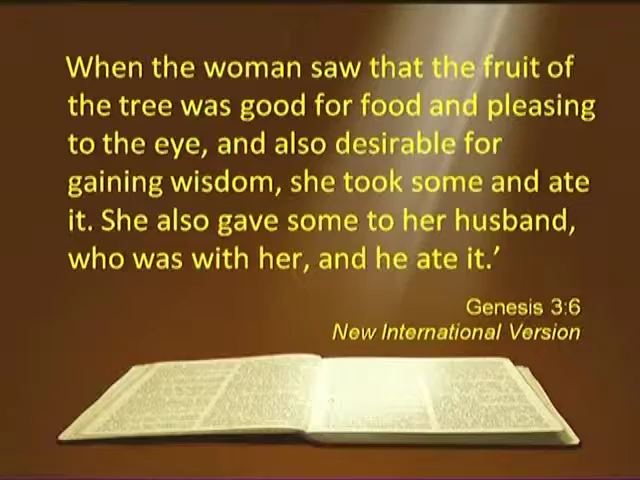 When the woman saw that the fruit of
the tree was good for food and pleasing
to the eye, and also desirable for
gaining wisdom, she took some and ate
it. She also gave some to her husband,
who was with her, and he ate it.’
Genesis 3:6
New International Version